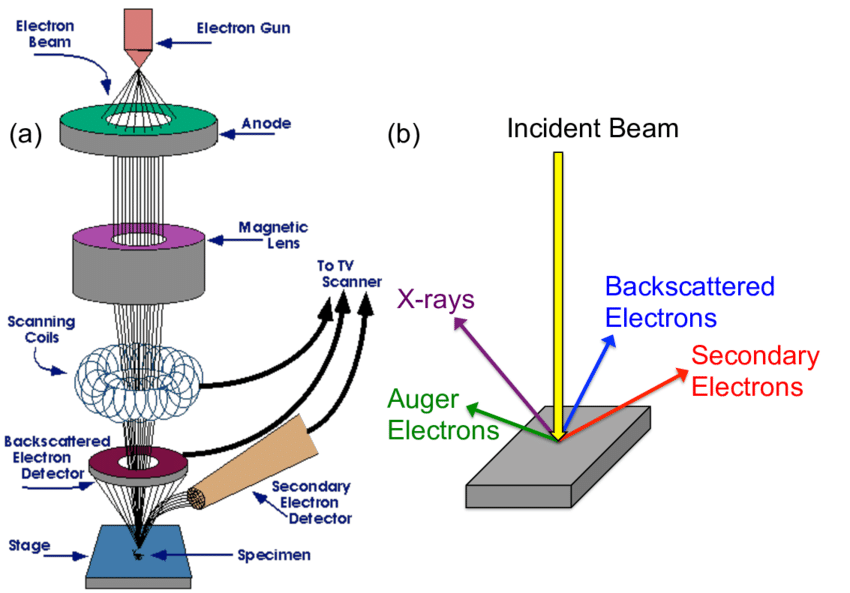 Electron
Beam
Electron Gun
(a)
Anode
Magnetic
Lens
To TV
Scanner
Scanning
Coils
Backscattered
Electron
Detector
Secondary
Electron
Detector
Stage
Specimen
(b)
Incident Beam
X-rays
Backscattered
Electrons
Secondary
Electrons
Auger
Electrons